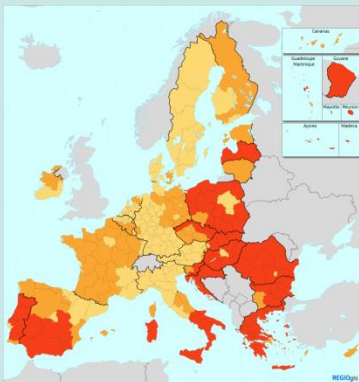 Canarias
Guadeloupe
Martinique
Guyane
Mayotte
Réunion
Açores
Madeira
REGIOgis